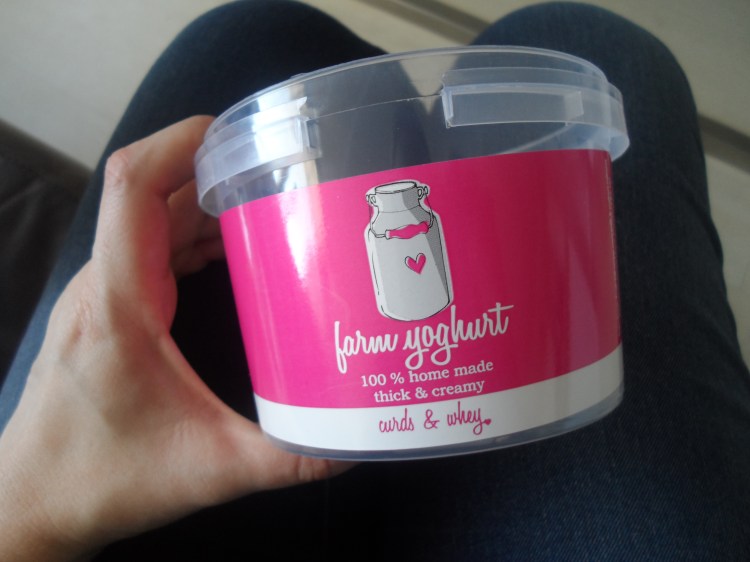 farm yoghurt
100 % home made
thick & creamy
curds & whey